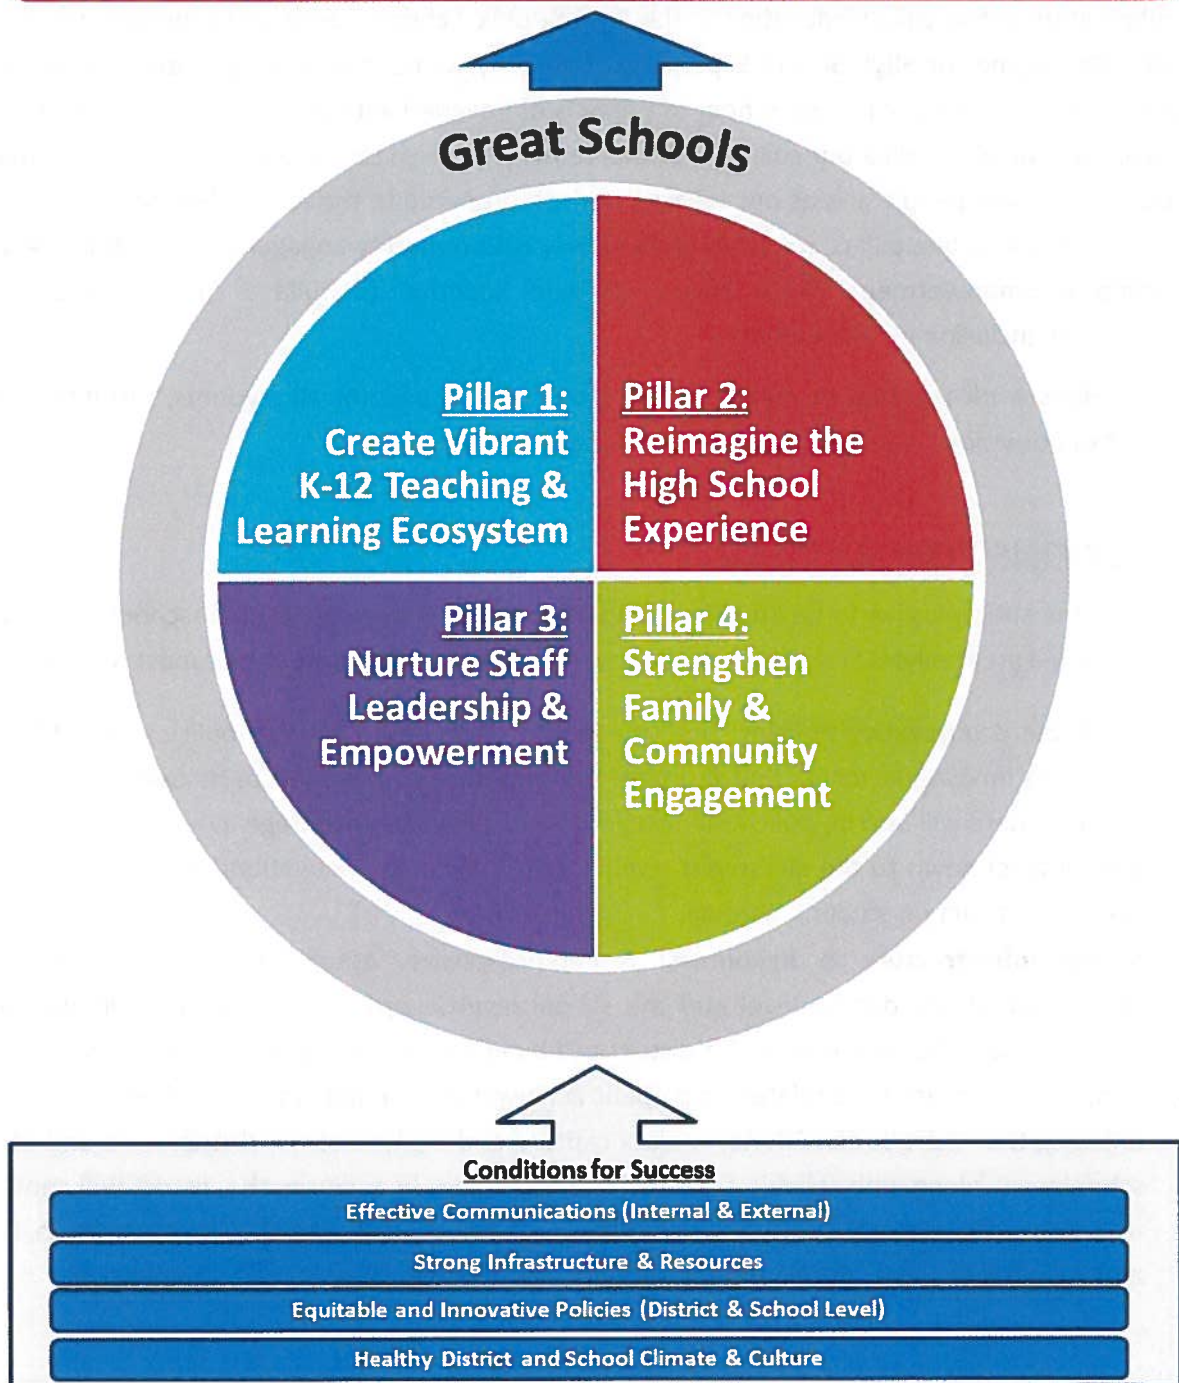 Great Schools
Pillar 1:
Create Vibrant
K-12 Teaching &
Learning Ecosystem
Pillar 2:
Reimagine the
High School
Experience
Pillar 3:
Nurture Staff
Leadership &
Empowerment
Pillar 4:
Strengthen
Family &
Community
Engagement
Conditions for Success
Effective Communications (Internal & External)
Strong Infrastructure & Resources
Equitable and Innovative Policies (District & School Level)
Healthy District and School Climate & Culture